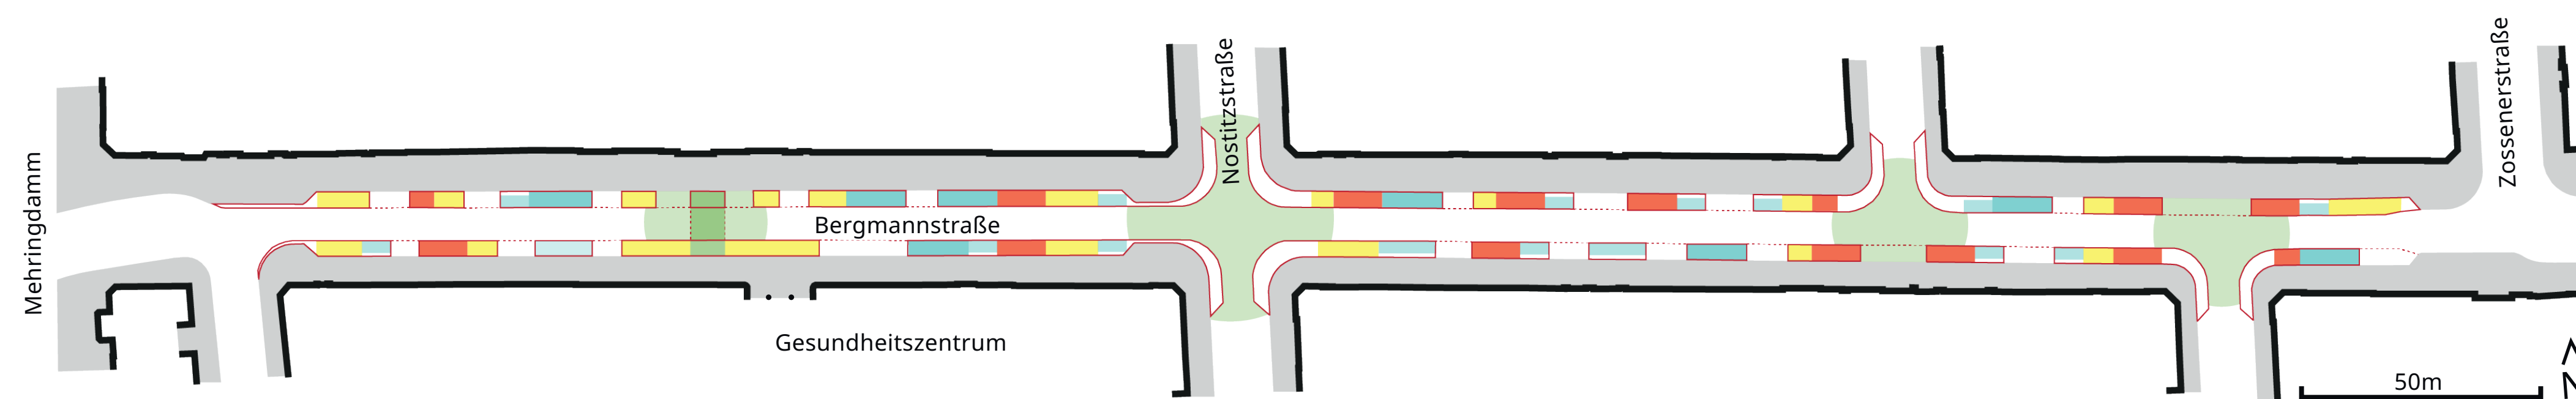 Mehringdamm
Nostitzstraße
Zossenerstraße
Bergmannstraße
Gesundheitszentrum
50m